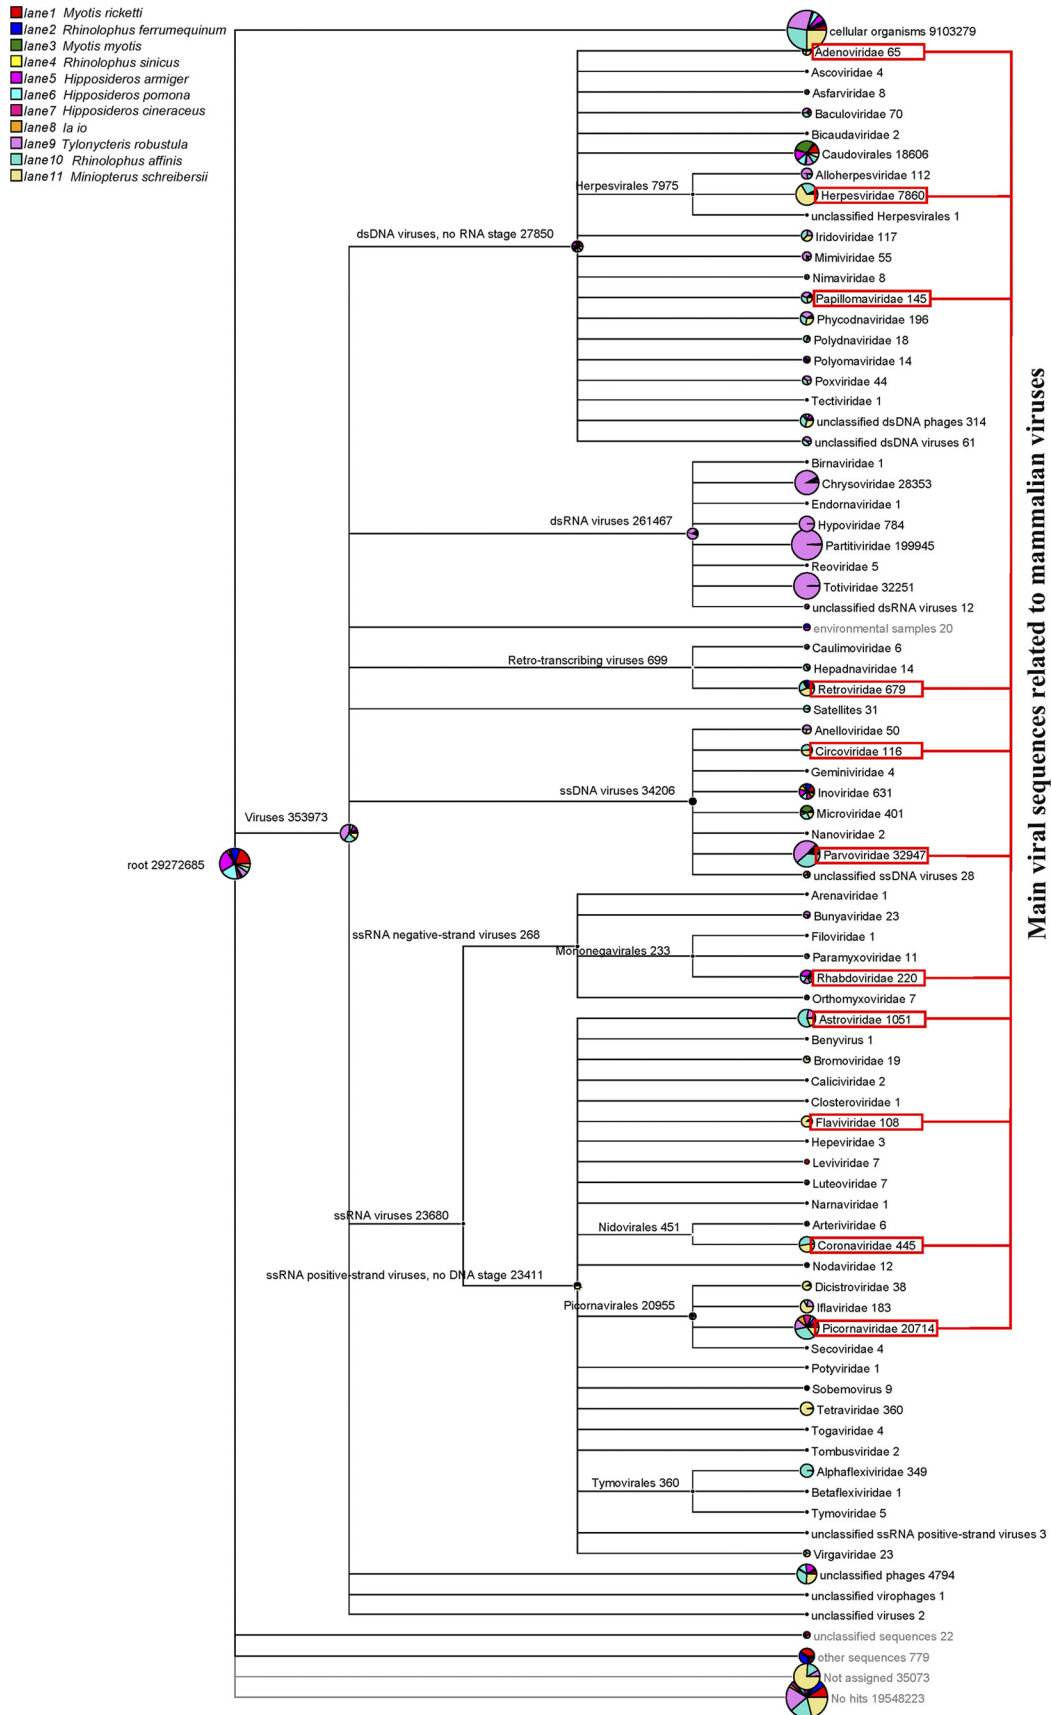 lane1 Myotis ricketti
lane2 Rhinolophus ferrumequinum
lane3 Myotis myotis
lane4 Rhinolophus sinicus
lane5 Hipposideros armiger
lane6 Hipposideros pomona
lane7 Hipposideros cineraceus
lane8 Ia io
lane9 Tylonycteris robustula
lane10 Rhinolophus affinis
lane11 Miniopterus schreibersii
cellular organisms 9103279
Adenoviridae 65
Ascoviridae 4
Asfarviridae 8
Baculoviridae 70
Bicaudaviridae 2
Caudovirales 18606
Alloherpesviridae 112
Herpesvirales 7975
Herpesviridae 7860
unclassified Herpesvirales 1
dsDNA viruses, no RNA stage 27850
Iridoviridae 117
Mimiviridae 55
Nimaviridae 8
Papillomaviridae 145
Phycodnaviridae 196
Polydnaviridae 18
Polyomaviridae 14
Poxviridae 44
Tectiviridae 1
unclassified dsDNA phages 314
unclassified dsDNA viruses 61
Birnaviridae 1
Chrysoviridae 28353
Endornaviridae 1
dsRNA viruses 261467
Hypoviridae 784
Partitiviridae 199945
Reoviridae 5
Totiviridae 32251
unclassified dsRNA viruses 12
environmental samples 20
Caulimoviridae 6
Retro-transcribing viruses 699
Hepadnaviridae 14
Retroviridae 679
Satellites 31
Anelloviridae 50
Circoviridae 116
Geminiviridae 4
ssDNA viruses 34206
Inoviridae 631
Microviridae 401
Viruses 353973
Nanoviridae 2
Parvoviridae 32947
root 29272685
unclassified ssDNA viruses 28
Arenaviridae 1
Bunyaviridae 23
ssRNA negative-strand viruses 268
Filoviridae 1
Mononegavirales 233
Paramyxoviridae 11
Rhabdoviridae 220
Orthomyxoviridae 7
Astroviridae 1051
Benyvirus 1
Bromoviridae 19
Caliciviridae 2
Closteroviridae 1
Flaviviridae 108
Hepeviridae 3
Leviviridae 7
Luteoviridae 7
Narnaviridae 1
ssRNA viruses 23680
Arteriviridae 6
Nidovirales 451
Coronaviridae 445
Nodaviridae 12
ssRNA positive-strand viruses, no DNA stage 23411
Dicistroviridae 38
Picornavirales 20955
Iflaviridae 183
Picornaviridae 20714
Secoviridae 4
Potyviridae 1
Sobemovirus 9
Tetraviridae 360
Togaviridae 4
Tombusviridae 2
Alphaflexiviridae 349
Tymovirales 360
Betaflexiviridae 1
Tymoviridae 5
unclassified ssRNA positive-strand viruses 3
Virgaviridae 23
unclassified phages 4794
unclassified virophages 1
unclassified viruses 2
unclassified sequences 22
other sequences 779
Not assigned 35073
No hits 19548223
Main viral sequences related to mammalian viruses